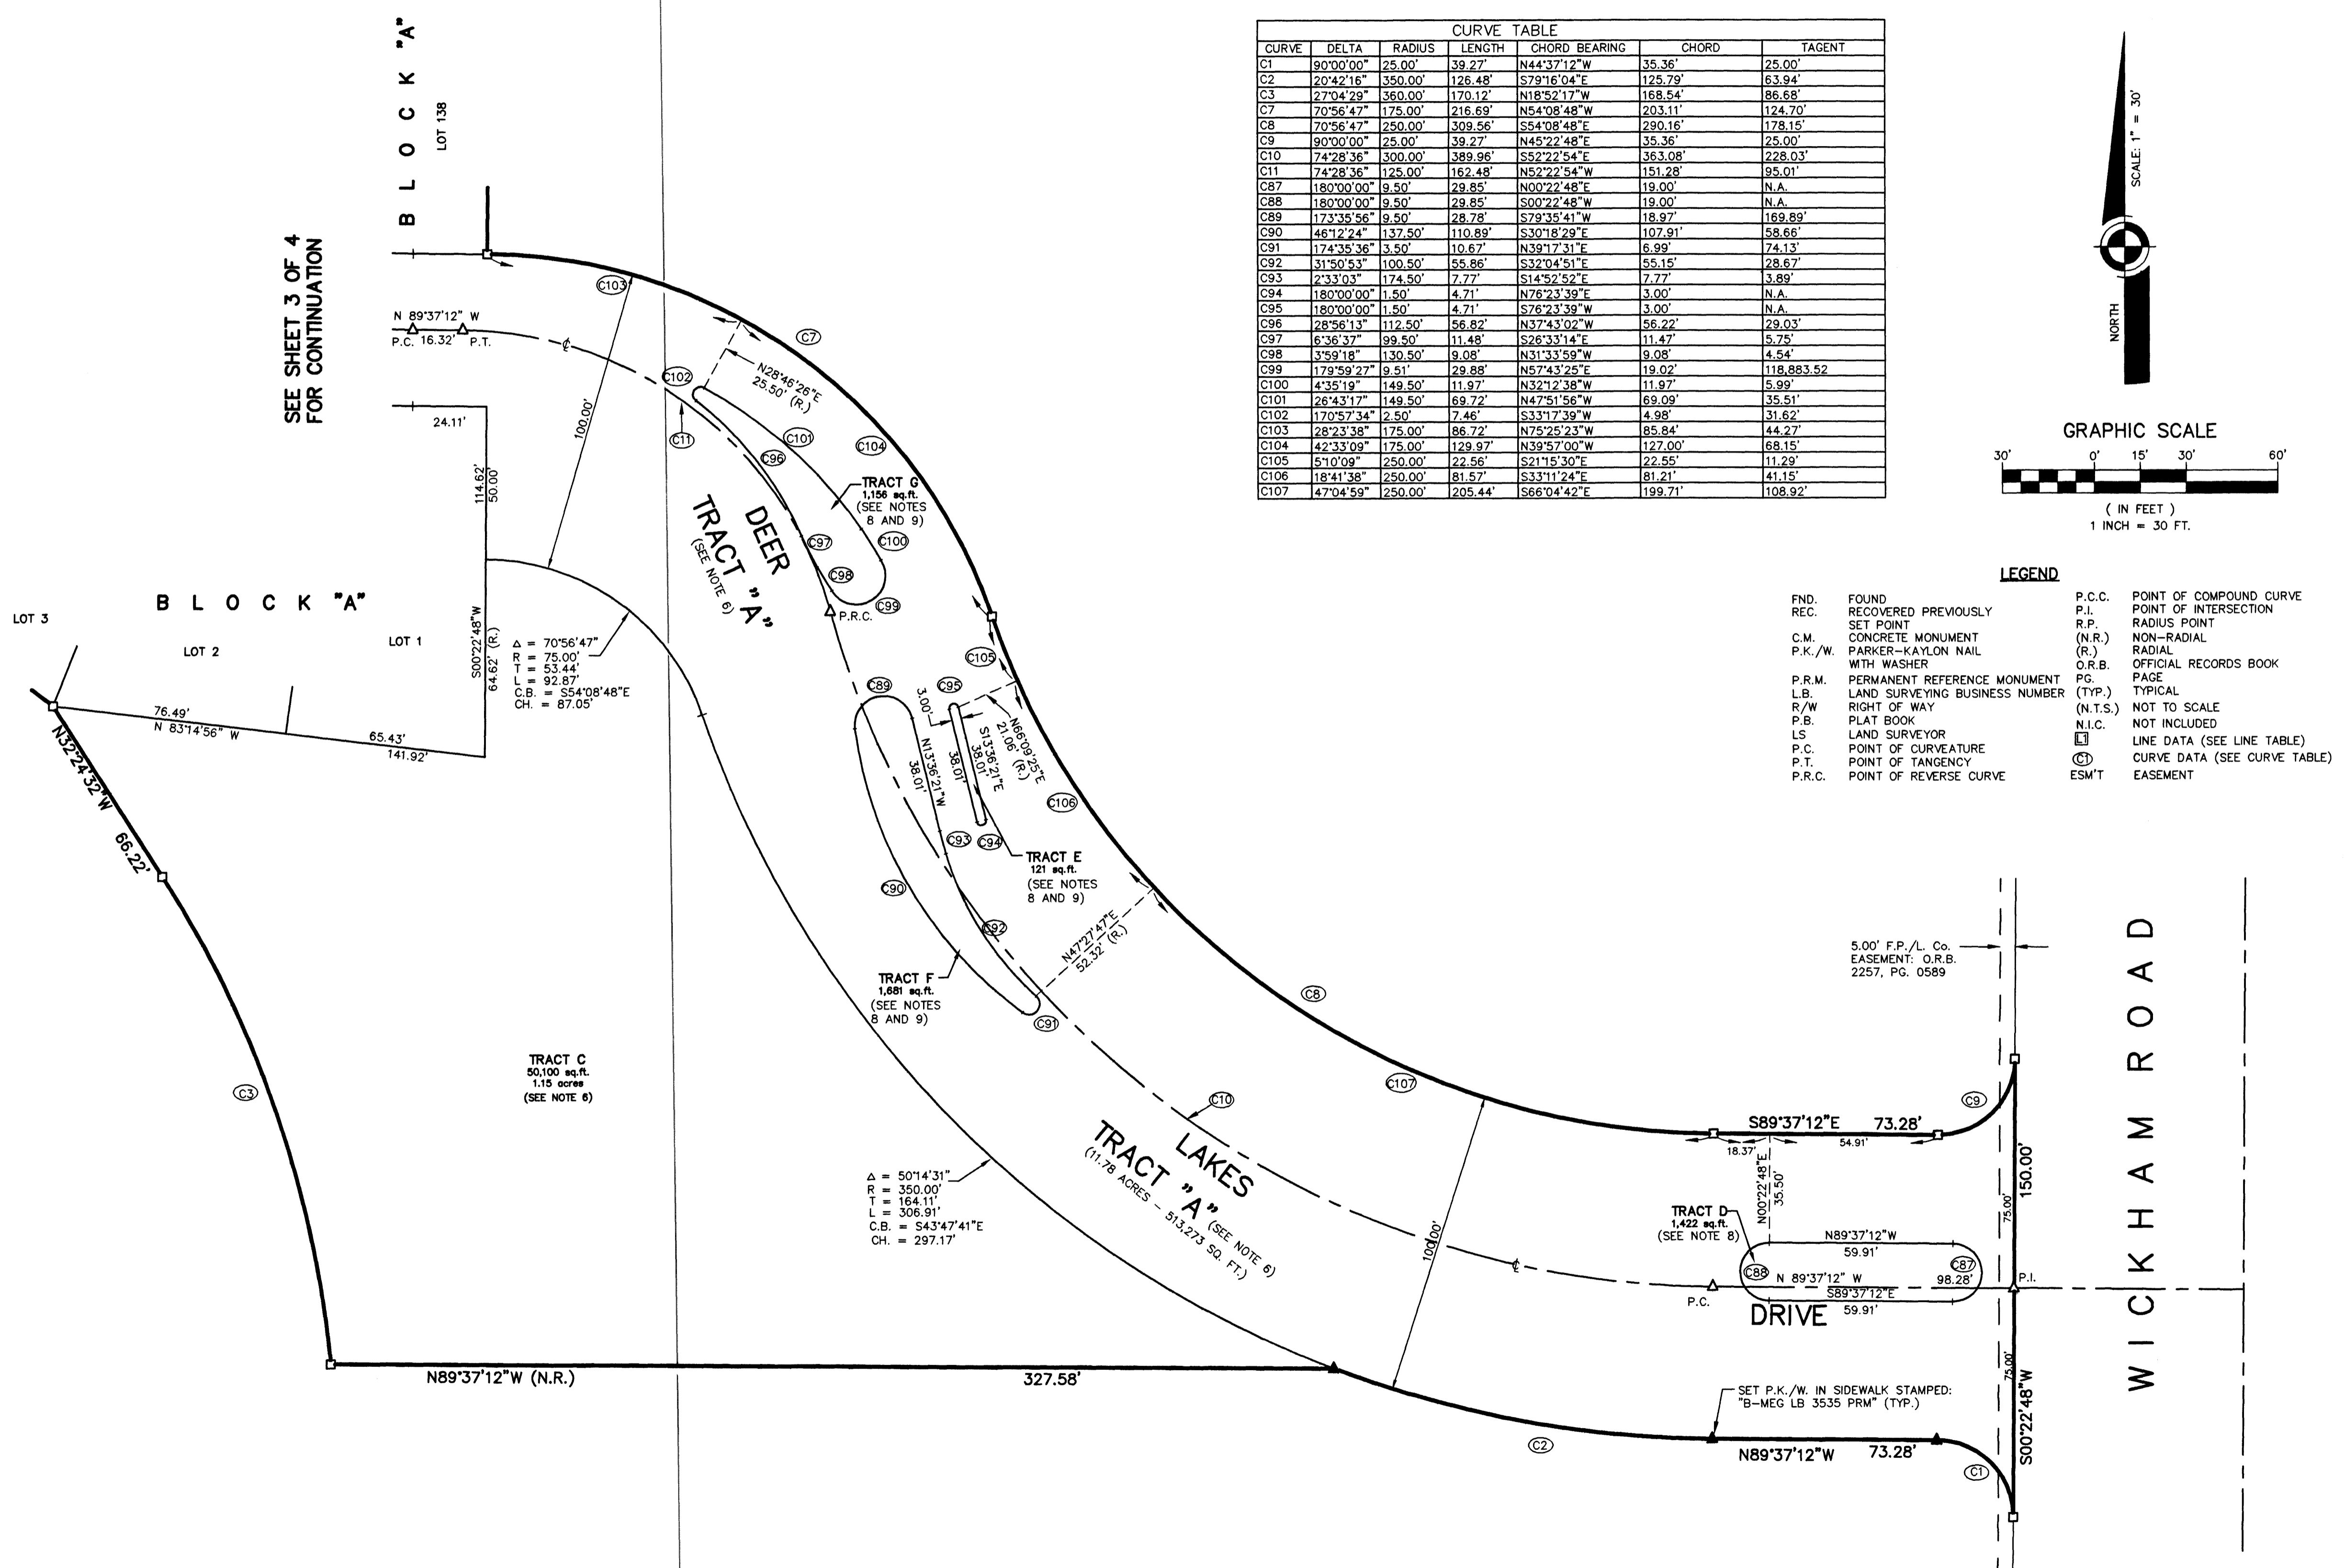 CURVE TABLE
CURVE DELTA RADIUS LENGTH CHORD BEARING CHORD TAGENT
C1 90°00'00" 25.00' 39.27' N44°37'12"W 35.36' 25.00'
C2 20°42'16" 350.00' 126.48' S79°16'04"E 125.79' 63.94'
C3 27°04'29" 360.00' 170.12' N18°52'17"W 168.54' 86.68'
C7 70°56'47" 175.00' 216.69' N54°08'48"W 203.11' 124.70'
C8 70°56'47" 250.00' 309.56' S54°08'48"E 290.16' 178.15'
C9 90°00'00" 25.00' 39.27' N45°22'48"E 35.36' 25.00'
C10 74°28'36" 300.00' 389.96' S52°22'54"E 363.08' 228.03'
C11 74°28'36" 125.00' 162.48' N52°22'54"W 151.28' 95.01'
C87 180°00'00" 9.50' 29.85' N00°22'48"E 19.00' N.A.
C88 180°00'00" 9.50' 29.85' S00°22'48"W 19.00' N.A.
C89 173°35'56" 9.50' 28.78' S79°35'41"W 18.97' 169.89'
C90 46°12'24" 137.50' 110.89' S30°18'29"E 107.91' 58.66'
C91 174°35'36" 3.50' 10.67' N39°17'31"E 6.99' 74.13'
C92 31°50'53" 100.50' 55.86' S32°04'51"E 55.15' 28.67'
C93 2°33'03" 174.50' 7.77' S14°52'52"E 7.77' 3.89'
C94 180°00'00" 1.50' 4.71' N76°23'39"E 3.00' N.A.
C95 180°00'00" 1.50' 4.71' S76°23'39"W 3.00' N.A.
C96 28°56'13" 112.50' 56.82' N37°43'02"W 56.22' 29.03'
C97 6°36'37" 99.50' 11.48' S26°33'14"E 11.47' 5.75'
C98 3°59'18" 130.50' 9.08' N31°33'59"W 9.08' 4.54'
C99 179°59'27" 9.51' 29.88' N57°43'25"E 19.02' 118,883.52
C100 4°35'19" 149.50' 11.97' N32°12'38"W 11.97' 5.99'
C101 26°43'17" 149.50' 69.72' N47°51'56"W 69.09' 35.51'
C102 170°57'34" 2.50' 7.46' S33°17'39"W 4.98' 31.62'
C103 28°23'38" 175.00' 86.72' N75°25'23"W 85.84' 44.27'
C104 42°33'09" 175.00' 129.97' N39°57'00"W 127.00' 68.15'
C105 5°10'09" 250.00' 22.56' S21°15'30"E 22.55' 11.29'
C106 18°41'38" 250.00' 81.57' S33°11'24"E 81.21' 41.15'
C107 47°04'59" 250.00' 205.44' S66°04'42"E 199.71' 108.92'
SCALE: 1" = 30'
NORTH
GRAPHIC SCALE
30' 0' 15' 30' 60'
( IN FEET )
1 INCH = 30 FT.
LEGEND
FND. FOUND
REC. RECOVERED PREVIOUSLY
SET POINT
C.M. CONCRETE MONUMENT
P.K./W. PARKER-KAYLON NAIL
WITH WASHER
P.R.M. PERMANENT REFERENCE MONUMENT
L.B. LAND SURVEYING BUSINESS NUMBER
R/W RIGHT OF WAY
P.B. PLAT BOOK
LS LAND SURVEYOR
P.C. POINT OF CURVEATURE
P.T. POINT OF TANGENCY
P.R.C. POINT OF REVERSE CURVE
P.C.C. POINT OF COMPOUND CURVE
P.I. POINT OF INTERSECTION
R.P. RADIUS POINT
(N.R.) NON-RADIAL
(R.) RADIAL
O.R.B. OFFICIAL RECORDS BOOK
PG. PAGE
(TYP.) TYPICAL
(N.T.S.) NOT TO SCALE
N.I.C. NOT INCLUDED
L1 LINE DATA (SEE LINE TABLE)
C1 CURVE DATA (SEE CURVE TABLE)
ESM'T EASEMENT
BLOCK "A"
LOT 138
SEE SHEET 3 OF 4
FOR CONTINUATION
N 89°37'12" W
P.C. 16.32' P.T.
24.11'
114.62'
50.00'
100.00'
C103
C7
C102
C11
N28°46'26"E
25.50' (R.)
C101
C104
C96
TRACT G
1,156 sq.ft.
(SEE NOTES
8 AND 9)
C97
C100
C98
C99
P.R.C.
DEER
TRACT "A"
(SEE NOTE 6)
BLOCK "A"
LOT 3
LOT 2
LOT 1
S00°22'48"W
64.62' (R.)
Δ = 70°56'47"
R = 75.00'
T = 53.44'
L = 92.87'
C.B. = S54°08'48"E
CH. = 87.05'
76.49'
N 83°14'56" W
65.43'
141.92'
N32°24'32"W 66.22'
C105
C89
C95
3.00'
N66°09'25"E
21.06' (R.)
S13°36'21"E
38.01'
38.01'
N13°36'21"W
38.01'
C106
C93
C94
TRACT E
121 sq.ft.
(SEE NOTES
8 AND 9)
C90
C92
N47°27'47"E
52.32' (R.)
TRACT F
1,681 sq.ft.
(SEE NOTES
8 AND 9)
C91
C8
TRACT C
50,100 sq.ft.
1.15 acres
(SEE NOTE 6)
C3
C107
C10
LAKES
TRACT "A" (SEE NOTE 6)
(11.78 ACRES - 513,273 SQ. FT.)
Δ = 50°14'31"
R = 350.00'
T = 164.11'
L = 306.91'
C.B. = S43°47'41"E
CH. = 297.17'
100.00'
5.00' F.P./L. Co.
EASEMENT: O.R.B.
2257, PG. 0589
WICKHAM ROAD
C9
S89°37'12"E 73.28'
18.37' 54.91'
N00°22'48"E
35.50'
150.00'
75.00'
TRACT D
1,422 sq.ft.
(SEE NOTE 8)
N89°37'12"W
59.91'
C88
C87
N 89°37'12" W 98.28'
P.I.
S89°37'12"E
59.91'
P.C.
DRIVE
75.00'
S00°22'48"W
N89°37'12"W (N.R.) 327.58'
SET P.K./W. IN SIDEWALK STAMPED:
"B-MEG LB 3535 PRM" (TYP.)
C2
N89°37'12"W 73.28'
C1